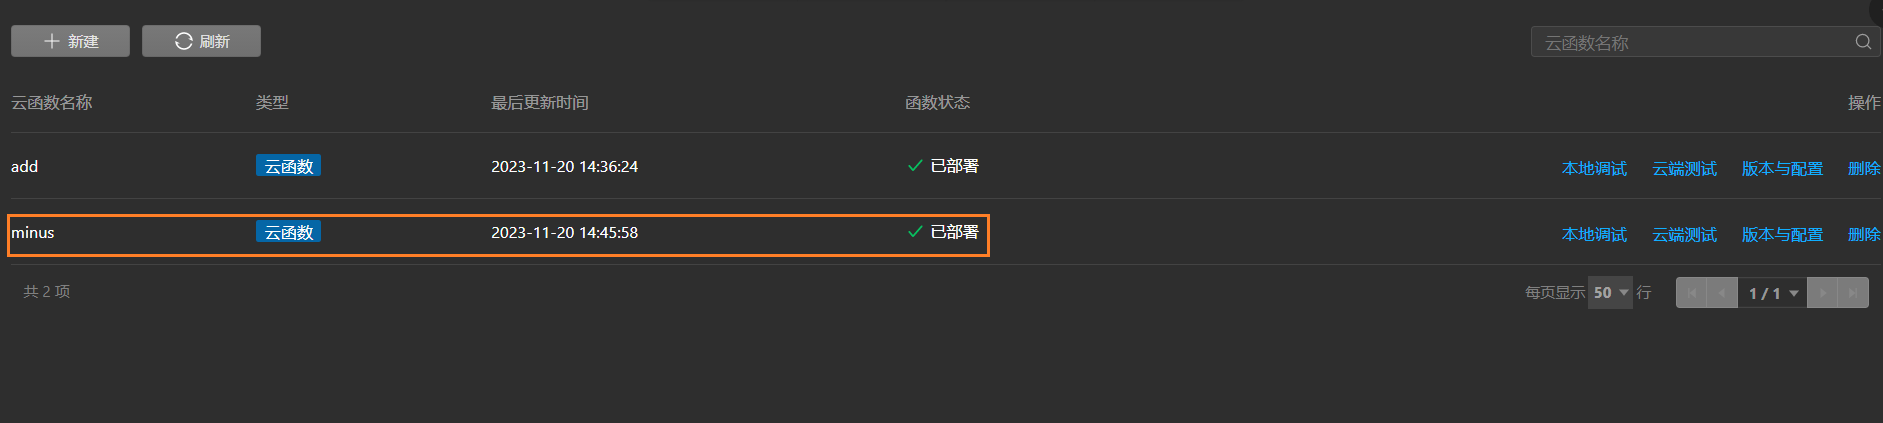 新建 刷新 云函数名称
云函数名称 类型 最后更新时间 函数状态 操作
add 云函数 2023-11-20 14:36:24 已部署 本地调试 云端测试 版本与配置 删除
minus 云函数 2023-11-20 14:45:58 已部署 本地调试 云端测试 版本与配置 删除
共 2 项 每页显示 50 行 1 / 1